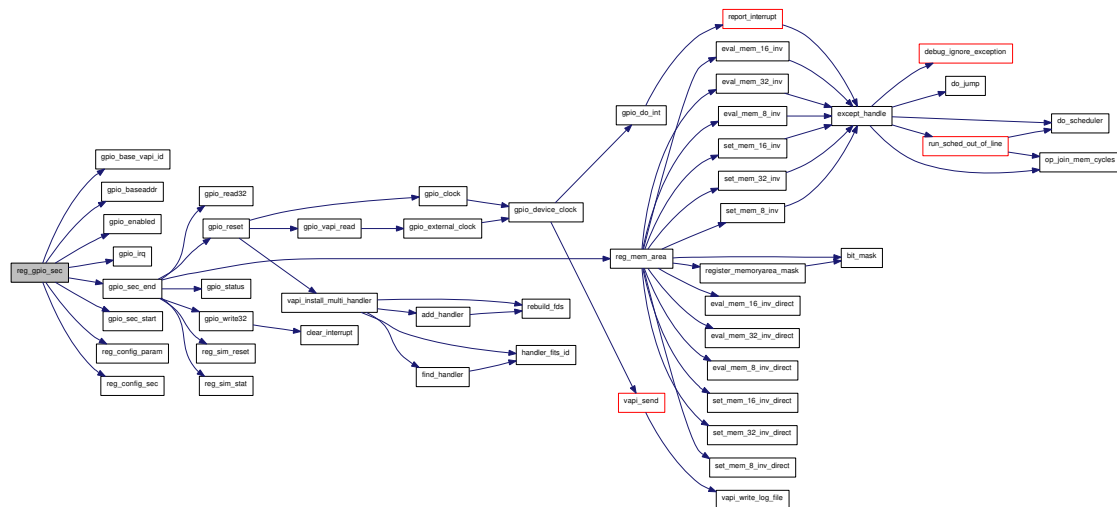 report_interrupt
eval_mem_16_inv
debug_ignore_exception
eval_mem_32_inv
do_jump
gpio_do_int
eval_mem_8_inv
except_handle
do_scheduler
set_mem_16_inv
run_sched_out_of_line
gpio_base_vapi_id
op_join_mem_cycles
set_mem_32_inv
gpio_baseaddr
gpio_read32
gpio_clock
gpio_device_clock
set_mem_8_inv
gpio_enabled
gpio_reset
gpio_vapi_read
gpio_external_clock
gpio_irq
reg_mem_area
bit_mask
reg_gpio_sec
register_memoryarea_mask
gpio_sec_end
gpio_status
vapi_install_multi_handler
rebuild_fds
eval_mem_16_inv_direct
add_handler
gpio_sec_start
gpio_write32
clear_interrupt
eval_mem_32_inv_direct
reg_config_param
reg_sim_reset
handler_fits_id
eval_mem_8_inv_direct
find_handler
reg_config_sec
reg_sim_stat
vapi_send
set_mem_16_inv_direct
set_mem_32_inv_direct
set_mem_8_inv_direct
vapi_write_log_file